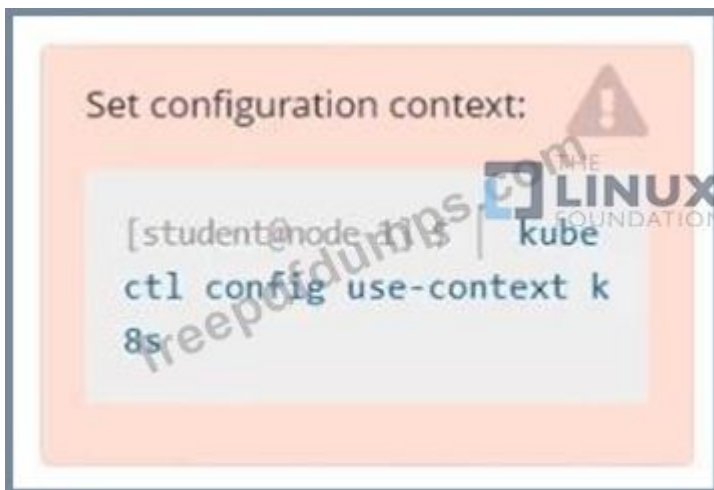 Set configuration context:
THE
LINUX
FOUNDATION
[student@node-1] $ | kube
ctl config use-context k
8s
freepdfdumps.com